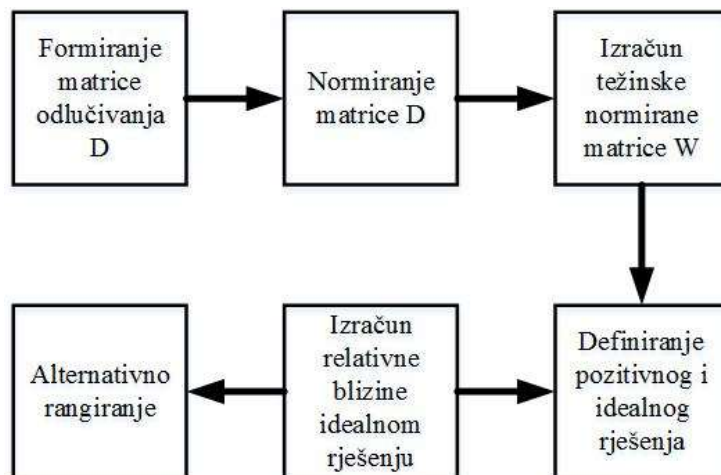 Formiranje
matrice
odlučivanja
D
Normiranje
matrice D
Izračun
težinske
normirane
matrice W
Alternativno
rangiranje
Izračun
relativne
blizine
idealnom
rješenju
Definiranje
pozitivnog i
idealnog
rješenja